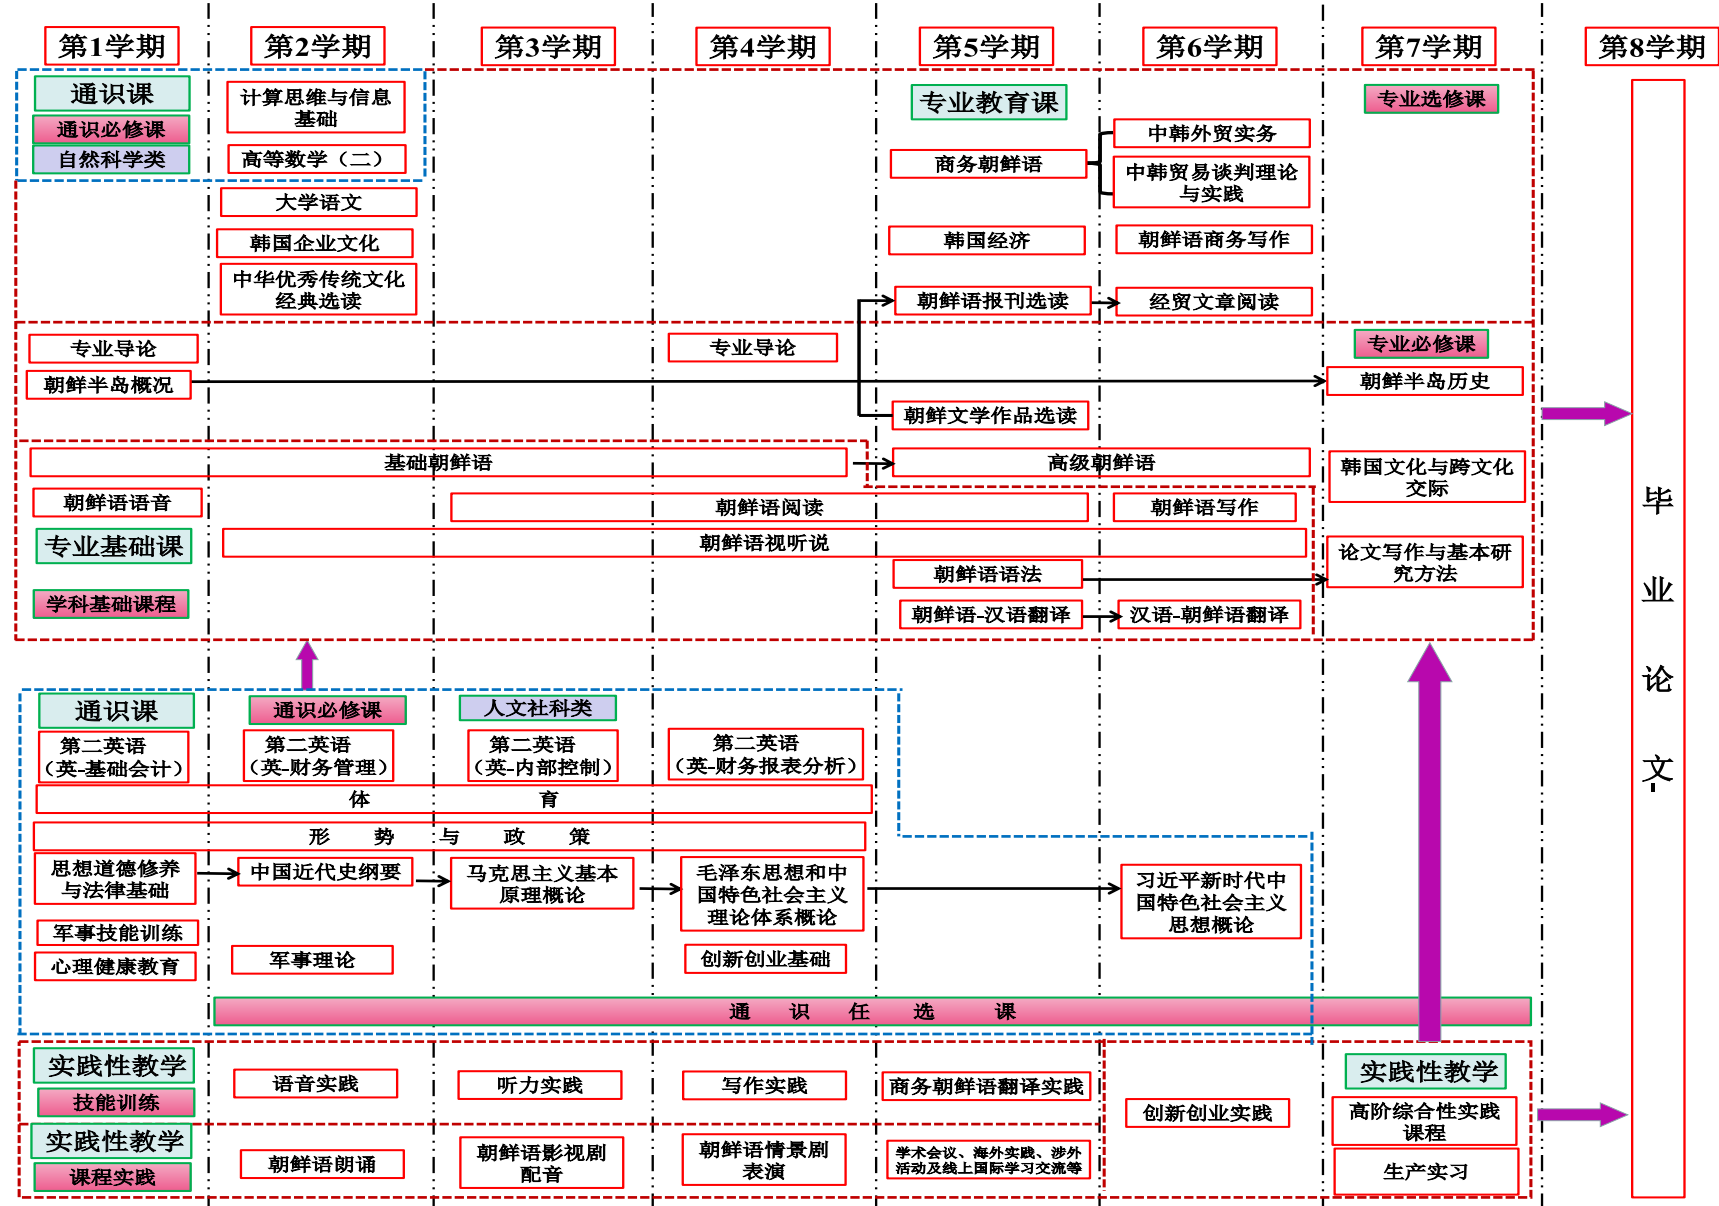 第1学期
第2学期
第3学期
第4学期
第5学期
第6学期
第7学期
第8学期
通识课
通识必修课
自然科学类
计算思维与信息
基础
高等数学（二）
大学语文
韩国企业文化
中华优秀传统文化
经典选读
专业教育课
商务朝鲜语
韩国经济
朝鲜语报刊选读
中韩外贸实务
中韩贸易谈判理论
与实践
朝鲜语商务写作
经贸文章阅读
专业选修课
专业导论
朝鲜半岛概况
专业导论
朝鲜文学作品选读
专业必修课
朝鲜半岛历史
基础朝鲜语
高级朝鲜语
韩国文化与跨文化
交际
朝鲜语语音
朝鲜语阅读
朝鲜语写作
专业基础课
朝鲜语视听说
论文写作与基本研
究方法
学科基础课程
朝鲜语语法
朝鲜语-汉语翻译
汉语-朝鲜语翻译
毕
业
论
文
通识课
通识必修课
人文社科类
第二英语
（英-基础会计）
第二英语
（英-财务管理）
第二英语
（英-内部控制）
第二英语
（英-财务报表分析）
体 育
形 势 与 政 策
思想道德修养
与法律基础
中国近代史纲要
马克思主义基本
原理概论
毛泽东思想和中
国特色社会主义
理论体系概论
习近平新时代中
国特色社会主义
思想概论
军事技能训练
心理健康教育
军事理论
创新创业基础
通 识 任 选 课
实践性教学
技能训练
语音实践
听力实践
写作实践
商务朝鲜语翻译实践
实践性教学
课程实践
朝鲜语朗诵
朝鲜语影视剧
配音
朝鲜语情景剧
表演
学术会议、海外实践、涉外
活动及线上国际学习交流等
创新创业实践
实践性教学
高阶综合性实践
课程
生产实习